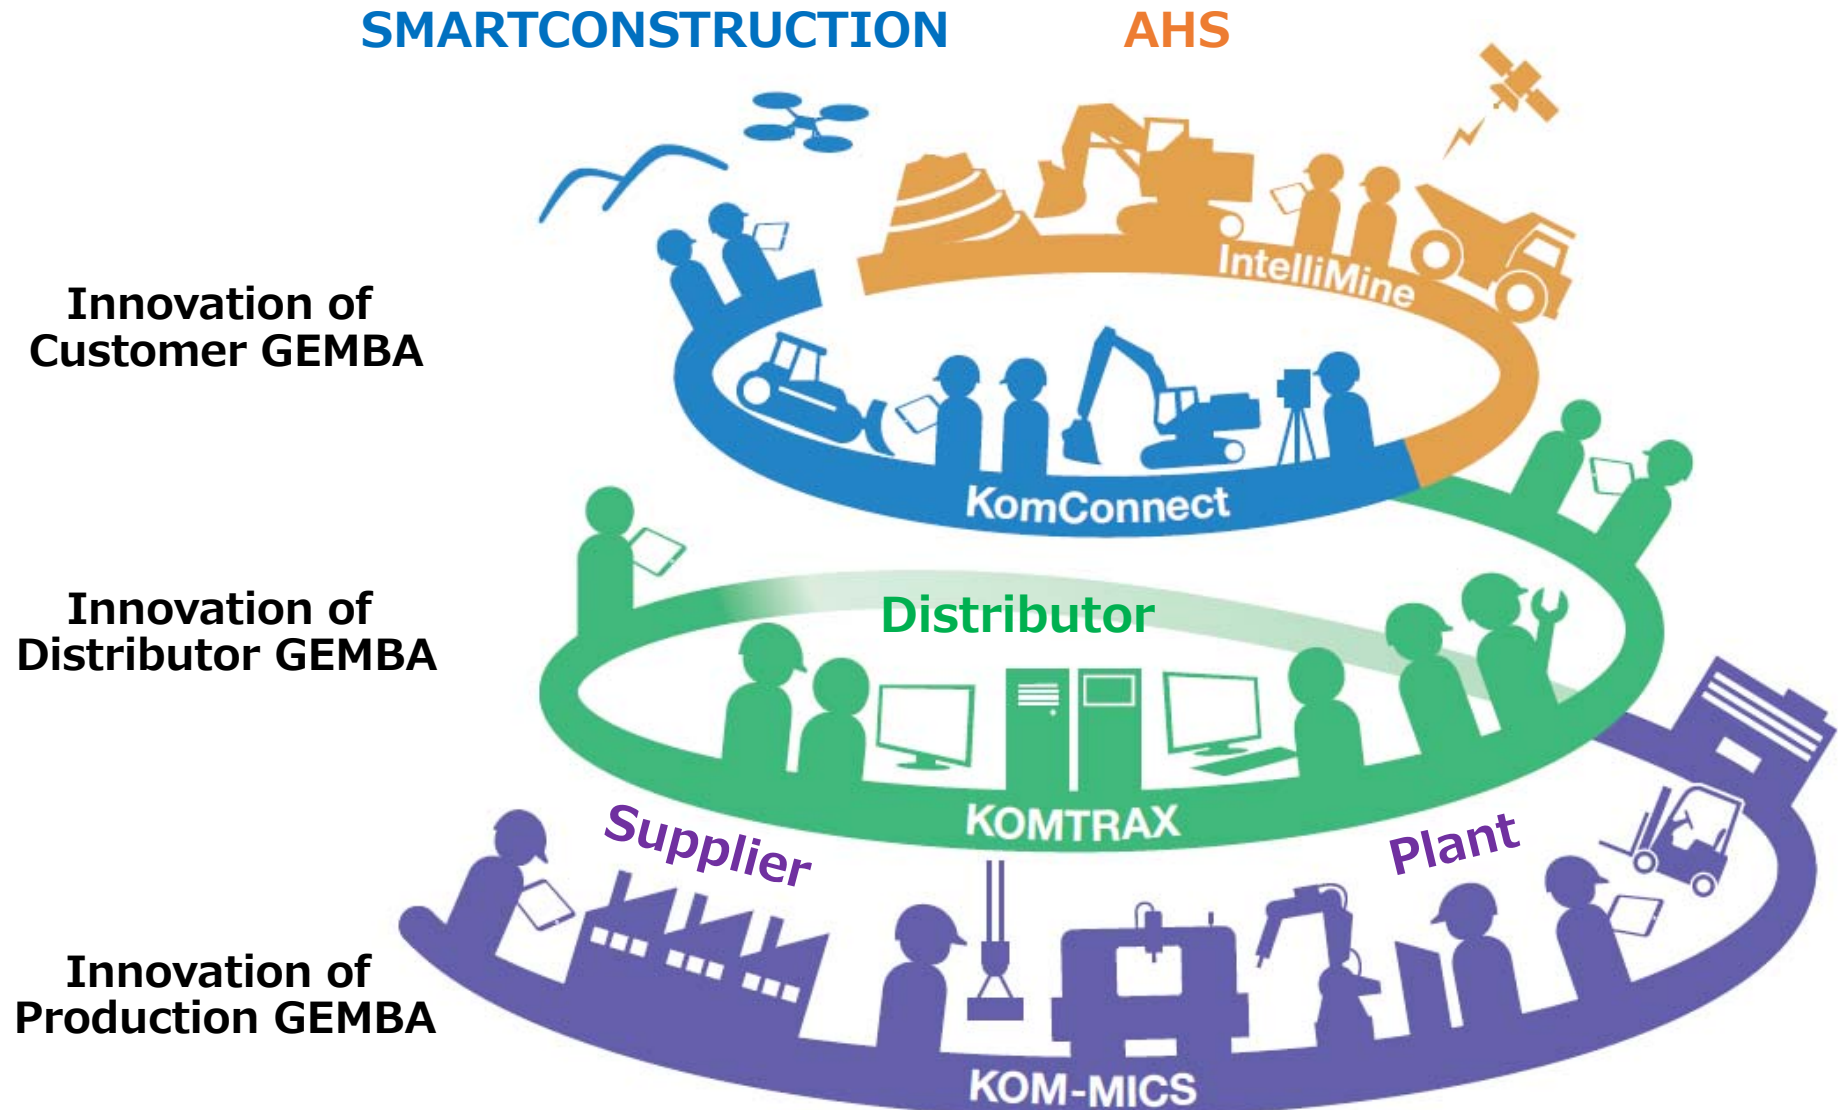 SMARTCONSTRUCTION
AHS
Innovation of
Customer GEMBA
IntelliMine
KomConnect
Innovation of
Distributor GEMBA
Distributor
KOMTRAX
Supplier
Plant
Innovation of
Production GEMBA
KOM-MICS